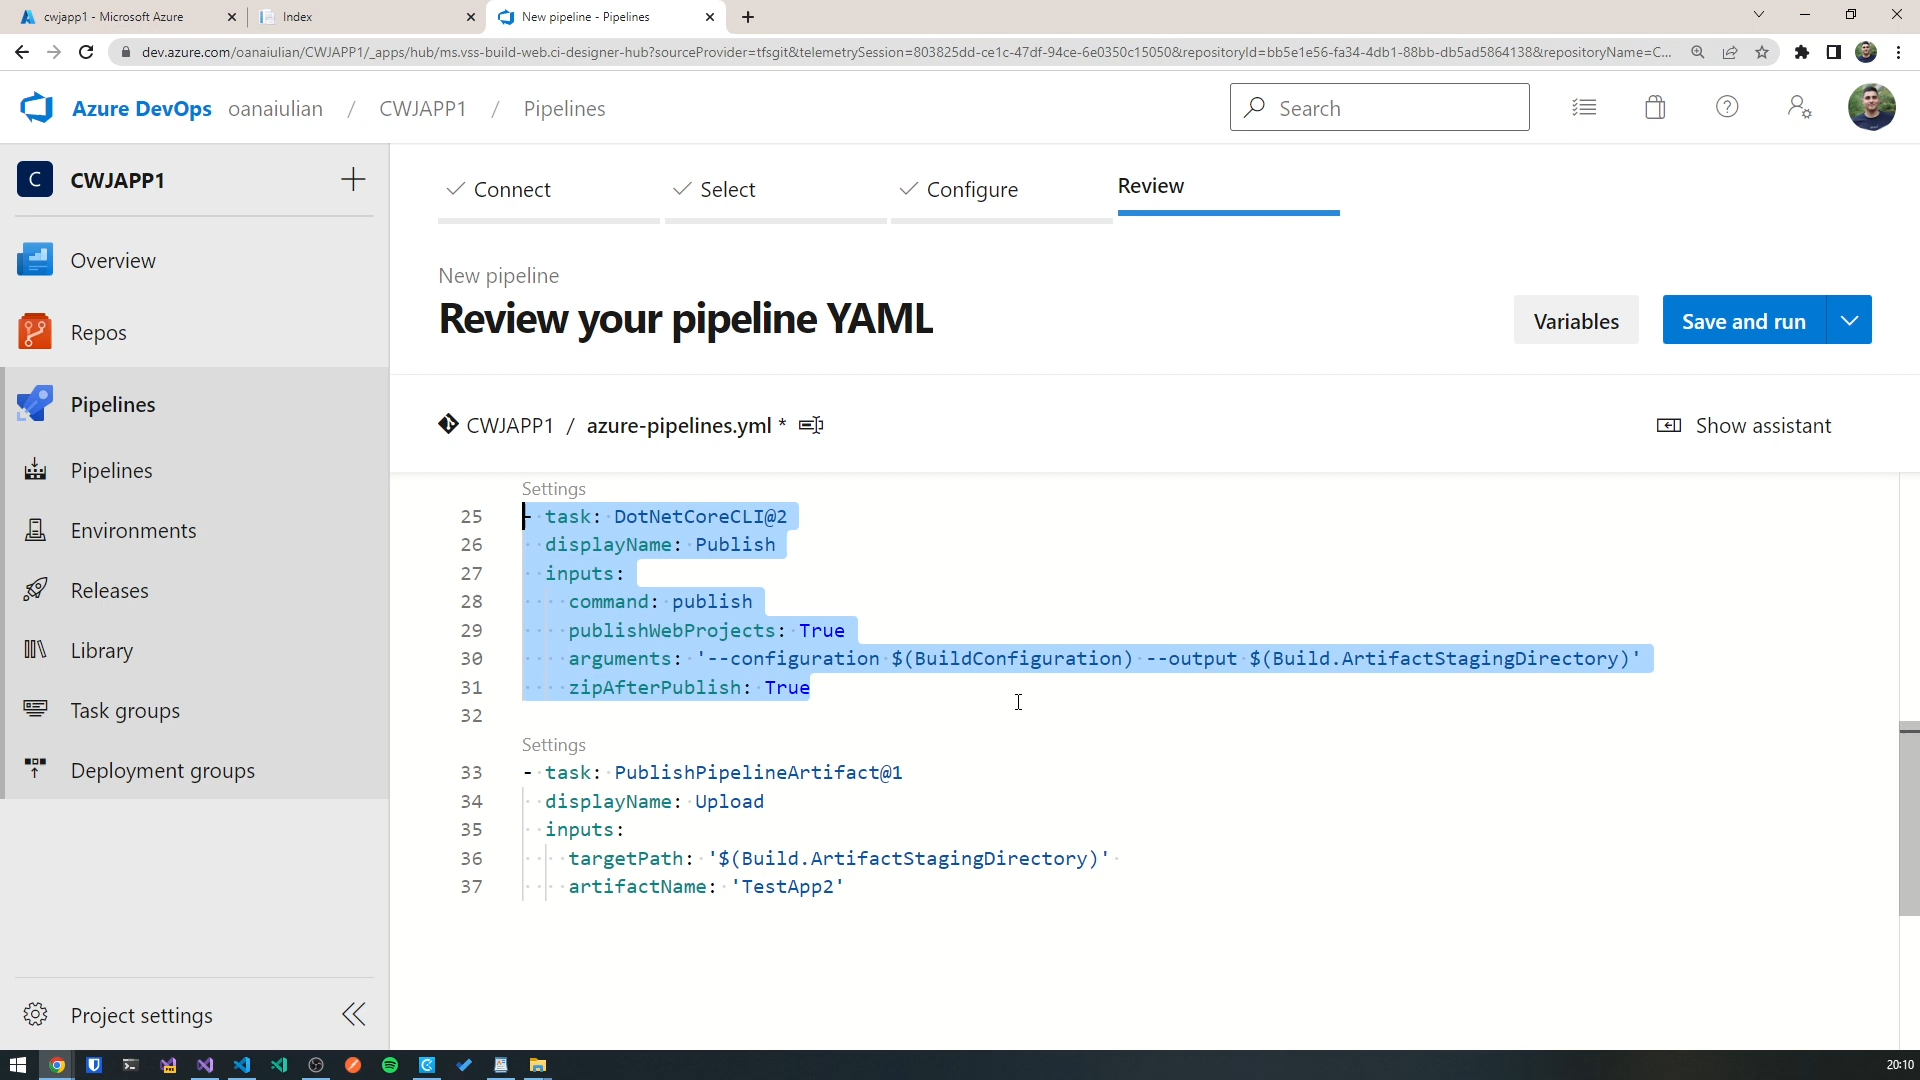 cwjapp1 - Microsoft Azure
Index
New pipeline - Pipelines
dev.azure.com/oanaiulian/CWJAPP1/_apps/hub/ms.vss-build-web.ci-designer-hub?sourceProvider=tfsgit&telemetrySession=803825dd-ce1c-47df-94ce-6e0350c15050&repositoryId=bb5e1e56-fa34-4db1-88bb-db5ad5864138&repositoryName=C...
Azure DevOps oanaiulian / CWJAPP1 / Pipelines
Search
C CWJAPP1
Overview
Repos
Pipelines
Pipelines
Environments
Releases
Library
Task groups
Deployment groups
Project settings
Connect
Select
Configure
Review
New pipeline
Review your pipeline YAML
Variables
Save and run
CWJAPP1 / azure-pipelines.yml *
Show assistant
Settings
25 - task: DotNetCoreCLI@2
26 displayName: Publish
27 inputs:
28 command: publish
29 publishWebProjects: True
30 arguments: '--configuration $(BuildConfiguration) --output $(Build.ArtifactStagingDirectory)'
31 zipAfterPublish: True
32
Settings
33 - task: PublishPipelineArtifact@1
34 displayName: Upload
35 inputs:
36 targetPath: '$(Build.ArtifactStagingDirectory)'
37 artifactName: 'TestApp2'
20:10